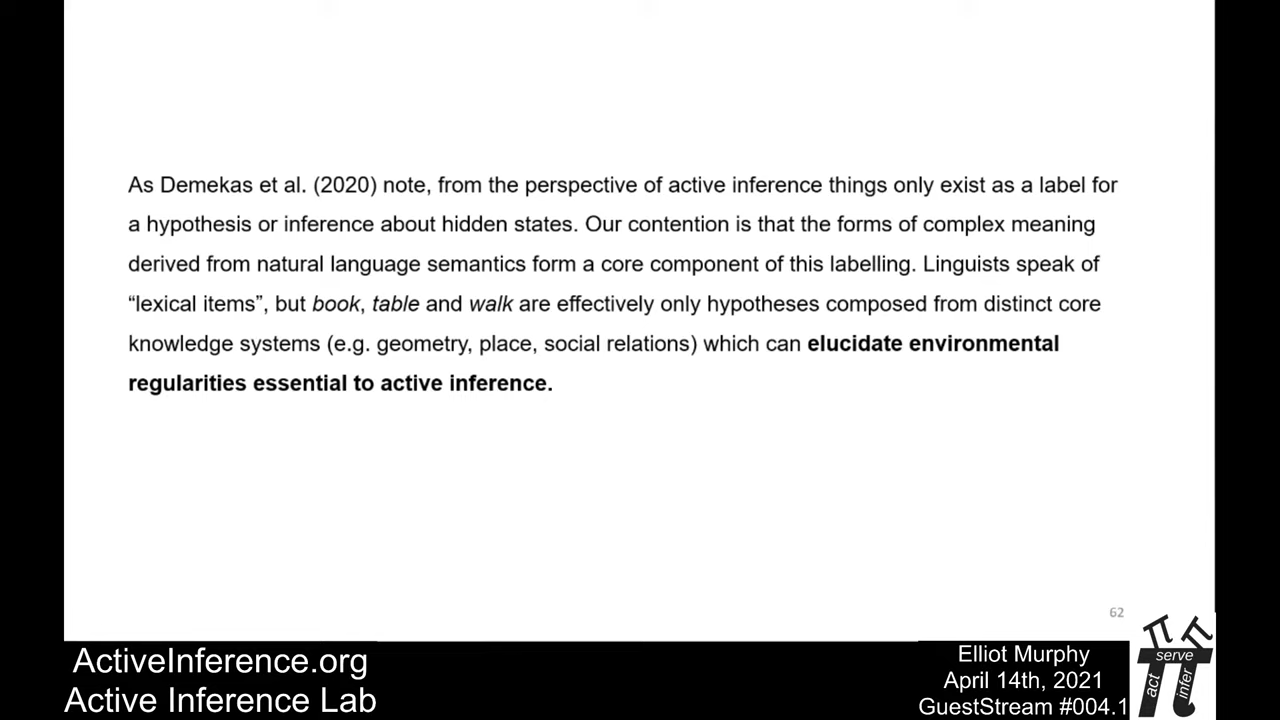 As Demekas et al. (2020) note, from the perspective of active inference things only exist as a label for
a hypothesis or inference about hidden states. Our contention is that the forms of complex meaning
derived from natural language semantics form a core component of this labelling. Linguists speak of
“lexical items”, but book, table and walk are effectively only hypotheses composed from distinct core
knowledge systems (e.g. geometry, place, social relations) which can elucidate environmental
regularities essential to active inference.
62
ActiveInference.org
Active Inference Lab
Elliot Murphy
April 14th, 2021
GuestStream #004.1
π π
serve
act
infer